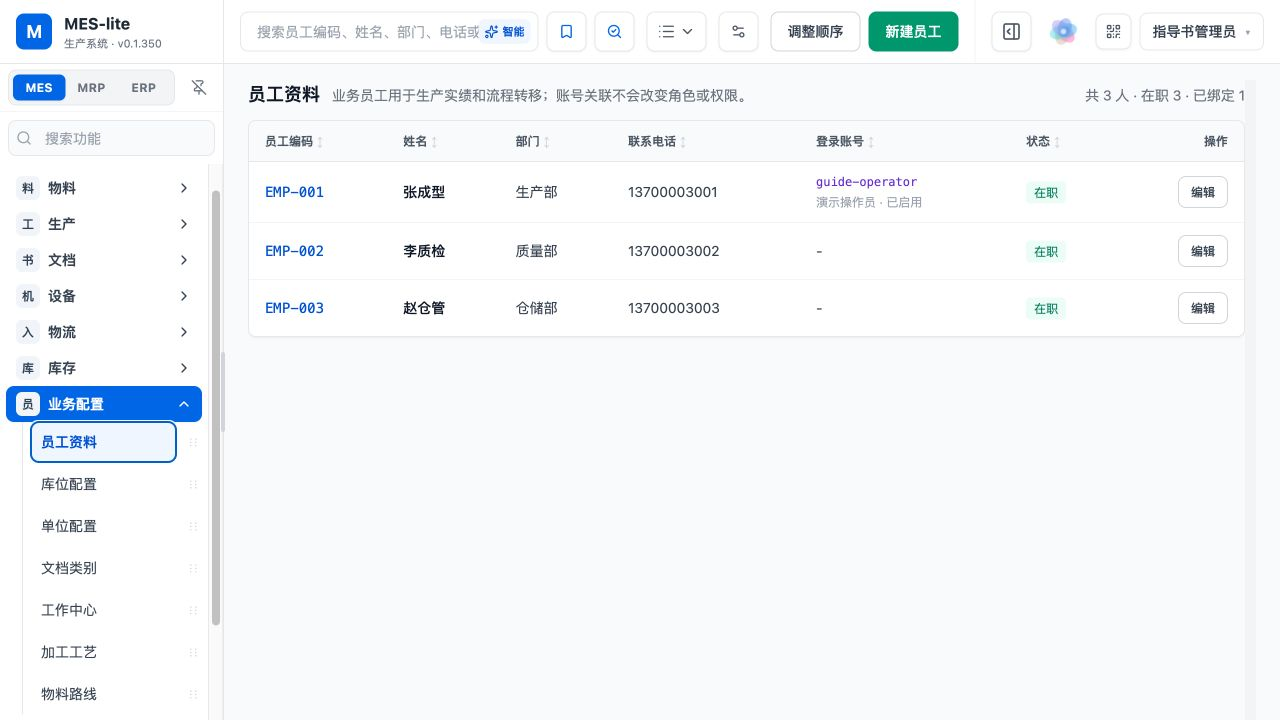 M MES-lite
生产系统 · v0.1.350
搜索员工编码、姓名、部门、电话或 智能
调整顺序 新建员工 指导书管理员
MES MRP ERP
搜索功能
料 物料
工 生产
书 文档
机 设备
入 物流
库 库存
员 业务配置
员工资料
库位配置
单位配置
文档类别
工作中心
加工工艺
物料路线
员工资料 业务员工用于生产实绩和流程转移；账号关联不会改变角色或权限。 共 3 人 · 在职 3 · 已绑定 1
员工编码 姓名 部门 联系电话 登录账号 状态 操作
EMP-001 张成型 生产部 13700003001 guide-operator 在职 编辑
演示操作员 · 已启用
EMP-002 李质检 质量部 13700003002 - 在职 编辑
EMP-003 赵仓管 仓储部 13700003003 - 在职 编辑